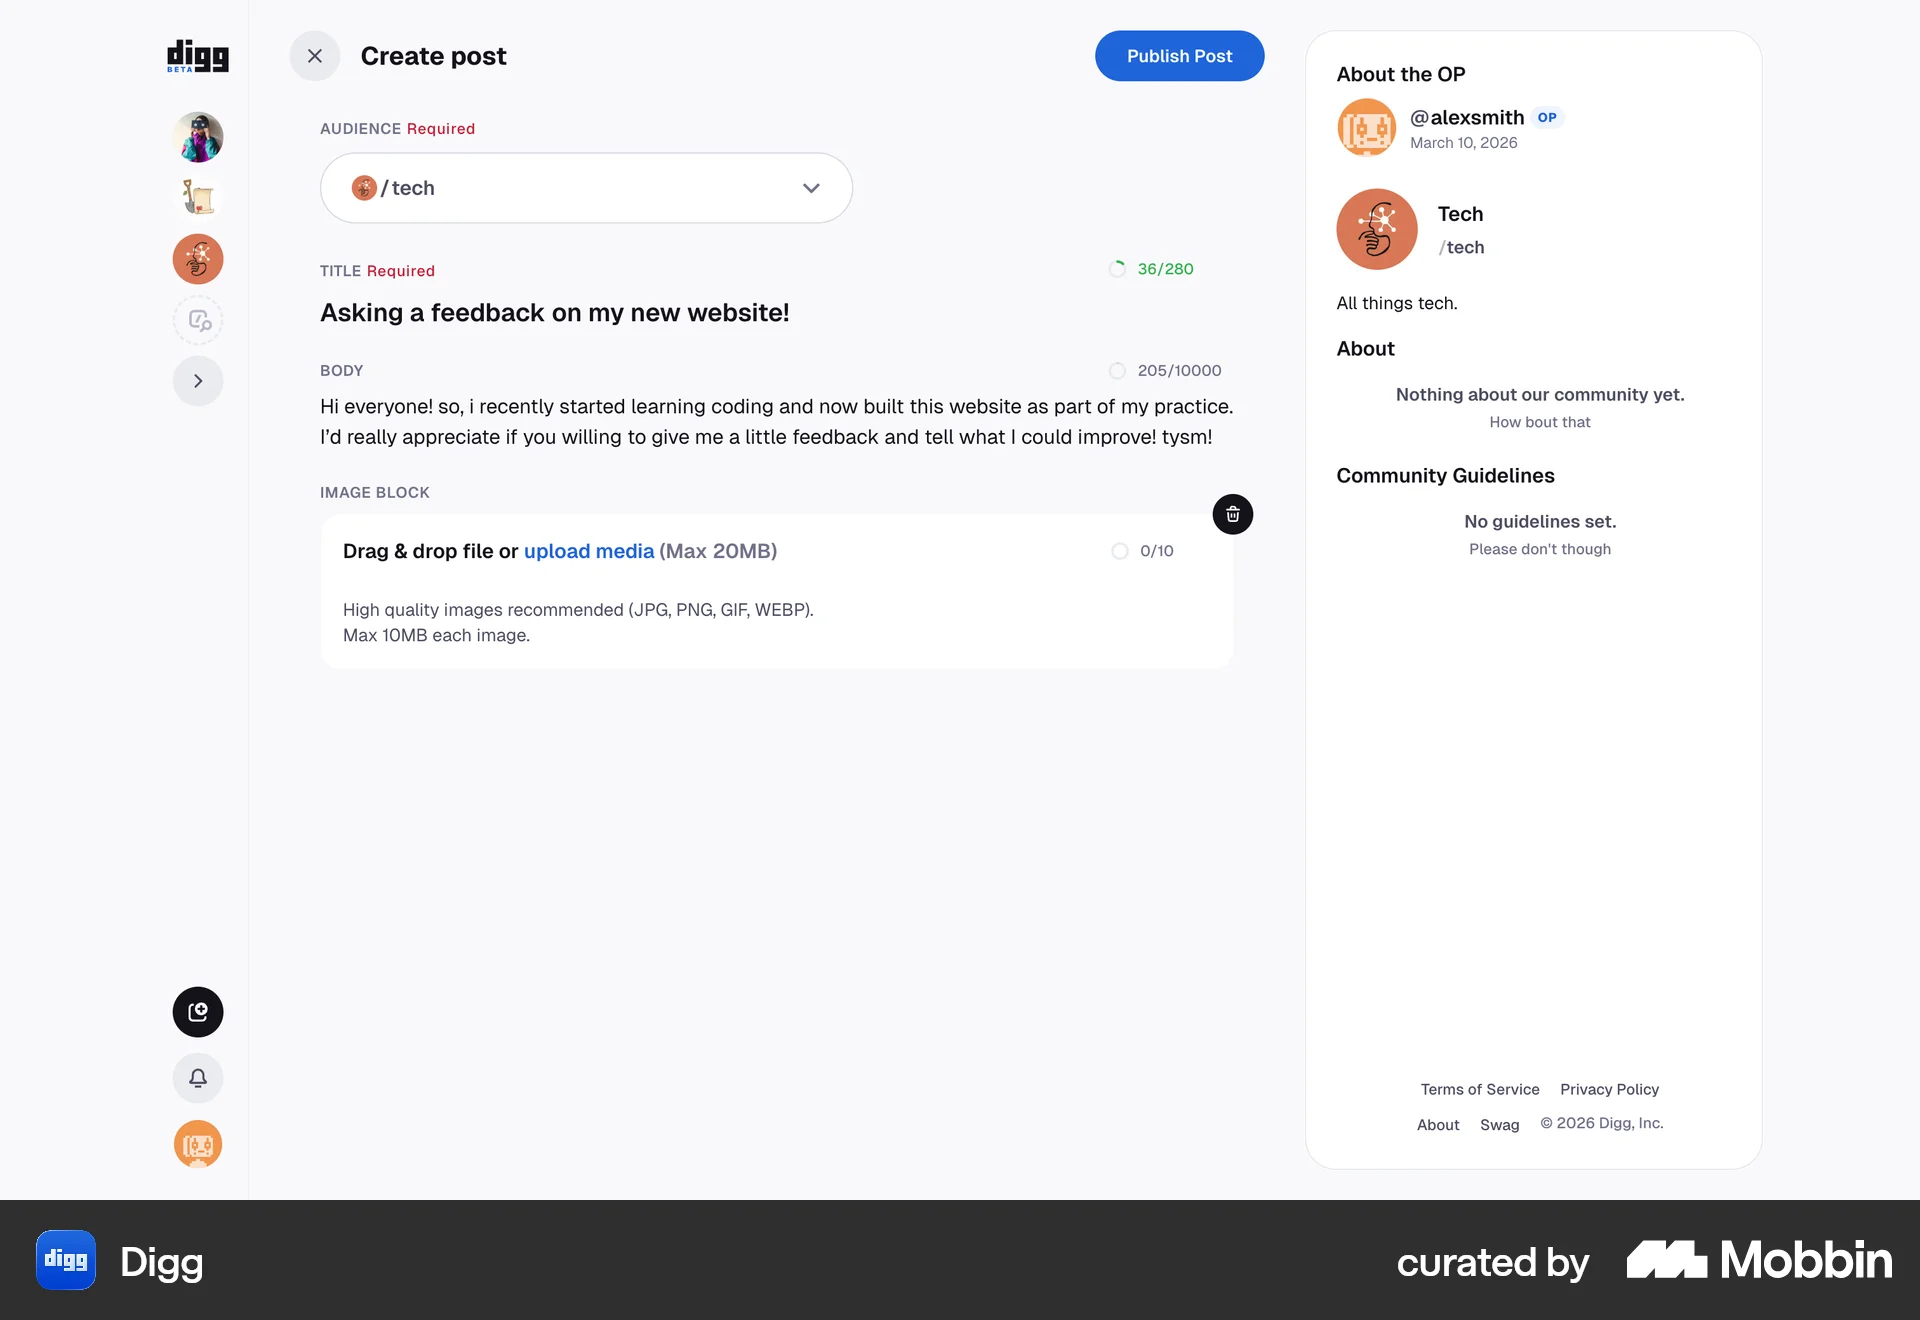 digg
BETA
Create post
Publish Post
AUDIENCE Required
/ tech
TITLE Required
36/280
Asking a feedback on my new website!
BODY
205/10000
Hi everyone! so, i recently started learning coding and now built this website as part of my practice.
I’d really appreciate if you willing to give me a little feedback and tell what I could improve! tysm!
IMAGE BLOCK
Drag & drop file or upload media (Max 20MB)
0/10
High quality images recommended (JPG, PNG, GIF, WEBP).
Max 10MB each image.
About the OP
@alexsmith OP
March 10, 2026
Tech
/tech
All things tech.
About
Nothing about our community yet.
How bout that
Community Guidelines
No guidelines set.
Please don't though
Terms of Service Privacy Policy
About Swag © 2026 Digg, Inc.
digg
Digg
curated by
Mobbin